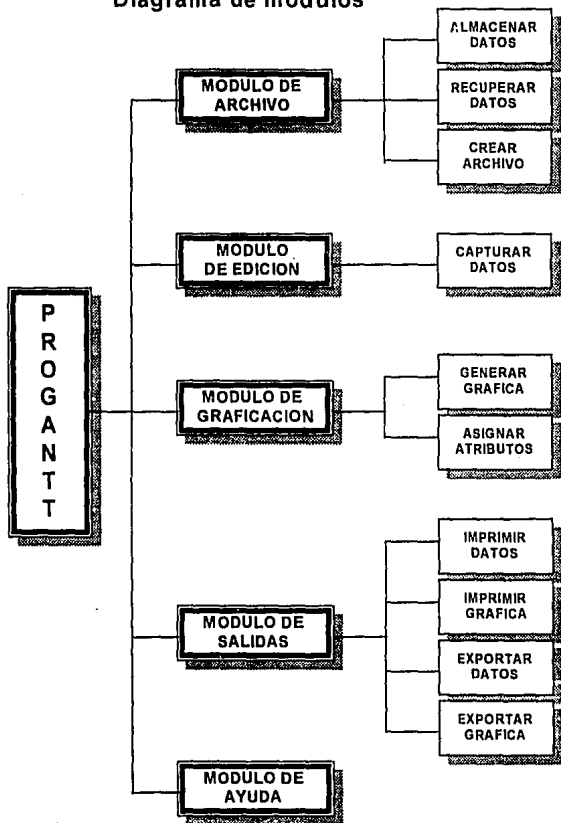 Diagrama de modulos
ALMACENAR
DATOS
MODULO DE
ARCHIVO
RECUPERAR
DATOS
CREAR
ARCHIVO
MODULO
DE EDICION
CAPTURAR
DATOS
P
R
O
G
A
N
T
T
GENERAR
GRAFICA
MODULO DE
GRAFICACION
ASIGNAR
ATRIBUTOS
IMPRIMIR
DATOS
IMPRIMIR
GRAFICA
MODULO DE
SALIDAS
EXPORTAR
DATOS
EXPORTAR
GRAFICA
MODULO DE
AYUDA